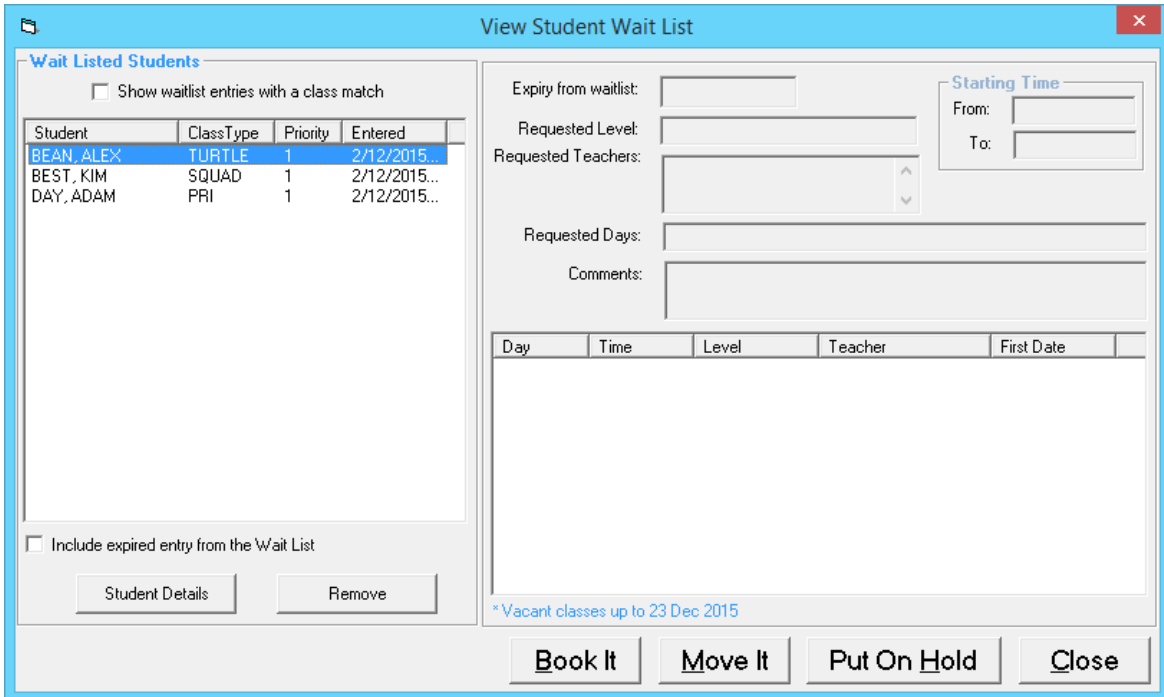 View Student Wait List
Wait Listed Students
Show waitlist entries with a class match
Student ClassType Priority Entered
BEAN, ALEX TURTLE 1 2/12/2015...
BEST, KIM SQUAD 1 2/12/2015...
DAY, ADAM PRI 1 2/12/2015...
Include expired entry from the Wait List
Student Details Remove
Expiry from waitlist:
Requested Level:
Requested Teachers:
Starting Time
From:
To:
Requested Days:
Comments:
Day Time Level Teacher First Date
* Vacant classes up to 23 Dec 2015
Book It Move It Put On Hold Close